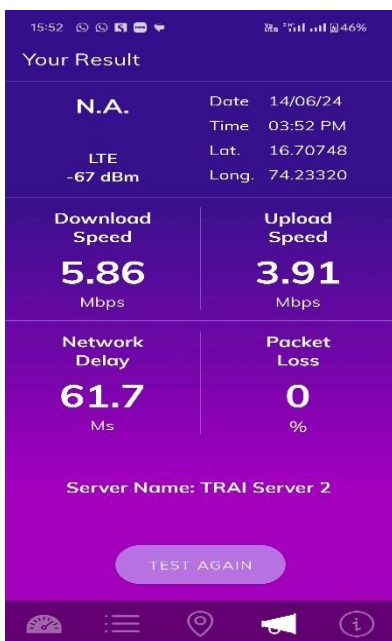 15:52 46%
Your Result
N.A.
LTE
-67 dBm
Date 14/06/24
Time 03:52 PM
Lat. 16.70748
Long. 74.23320
Download
Speed
5.86
Mbps
Upload
Speed
3.91
Mbps
Network
Delay
61.7
Ms
Packet
Loss
0
%
Server Name: TRAI Server 2
TEST AGAIN